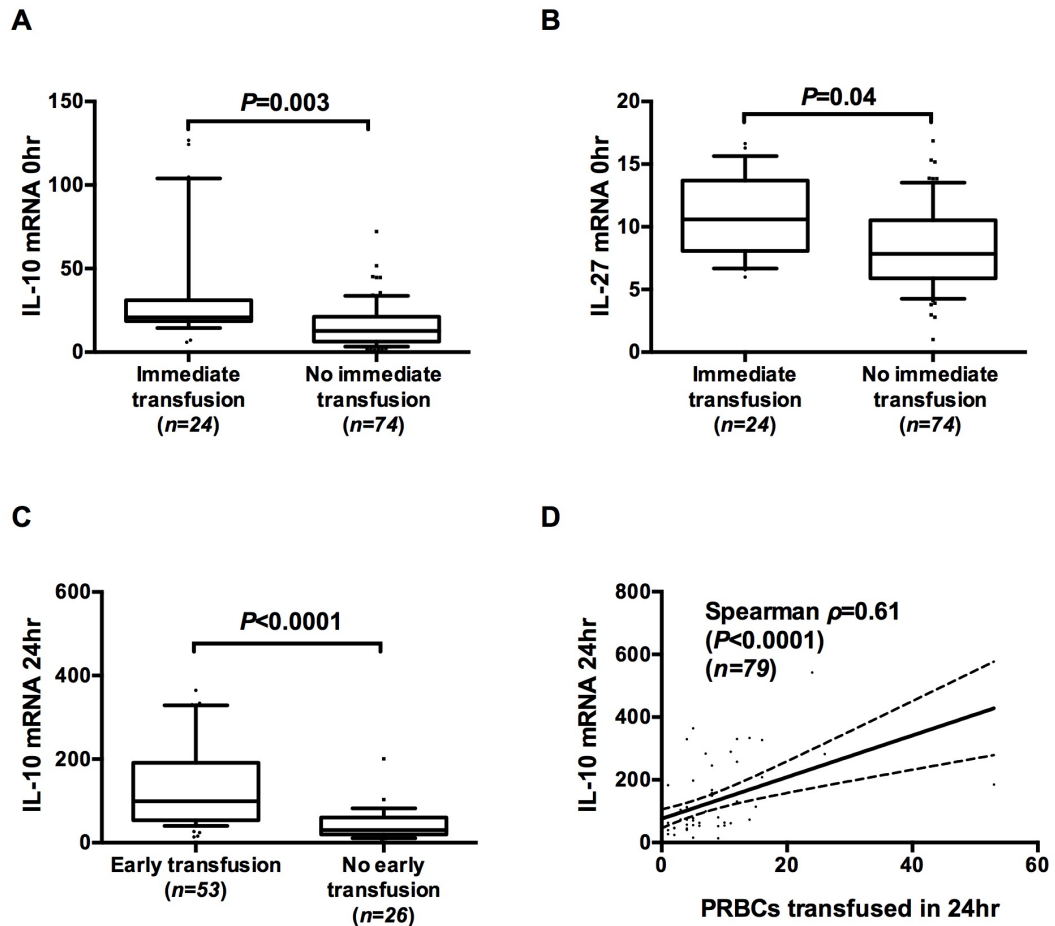 A
IL-10 mRNA 0hr
150
100
50
0
P=0.003
Immediate
transfusion
(n=24)
No immediate
transfusion
(n=74)
B
IL-27 mRNA 0hr
20
15
10
5
0
P=0.04
Immediate
transfusion
(n=24)
No immediate
transfusion
(n=74)
C
IL-10 mRNA 24hr
600
400
200
0
P<0.0001
Early transfusion
(n=53)
No early
transfusion
(n=26)
D
IL-10 mRNA 24hr
800
600
400
200
0
Spearman ρ=0.61
(P<0.0001)
(n=79)
0
20
40
60
PRBCs transfused in 24hr